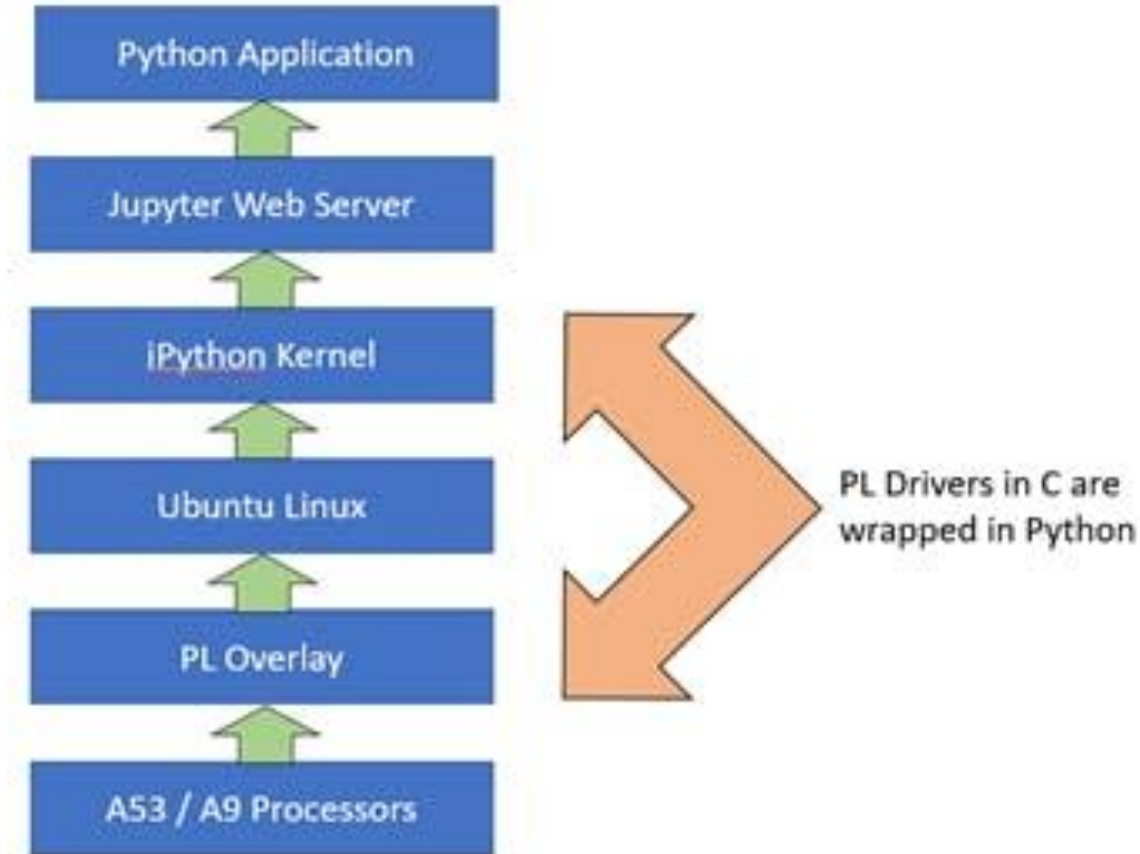 Python Application
Jupyter Web Server
iPython Kernel
Ubuntu Linux
PL Overlay
A53 / A9 Processors
PL Drivers in C are
wrapped in Python